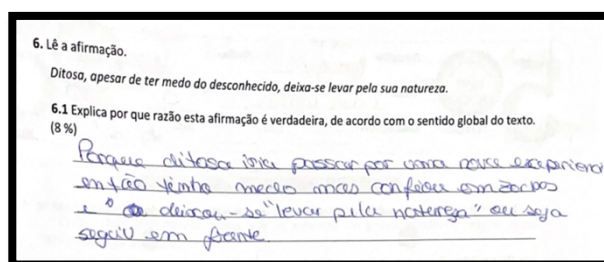 6. Lê a afirmação.
Ditosa, apesar de ter medo do desconhecido, deixa-se levar pela sua natureza.
6.1 Explica por que razão esta afirmação é verdadeira, de acordo com o sentido global do texto.
(8 %)
Porque ditosa iria passar por uma nova experiencia
então tinha medo mas confiou em zorbas
e deixou-se "levar pela natureza" ou seja
seguiu em frente